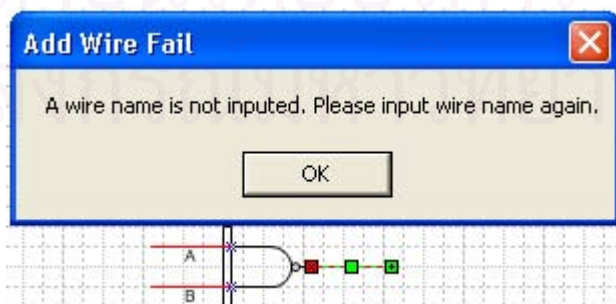 Add Wire Fail
A wire name is not inputed. Please input wire name again.
OK
A
B